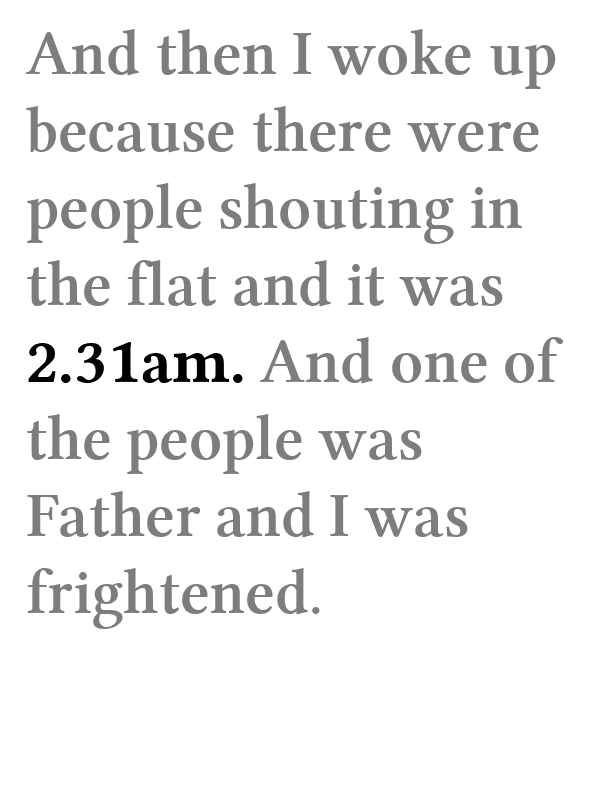 And then I woke up
because there were
people shouting in
the flat and it was
2.31am. And one of
the people was
Father and I was
frightened.